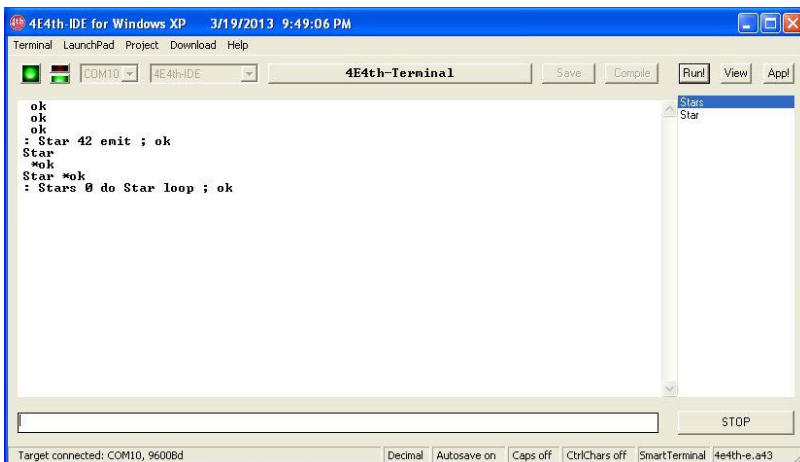 4th 4E4th-IDE for Windows XP 3/19/2013 9:49:06 PM
Terminal LaunchPad Project Download Help
COM10 4E4th-IDE 4E4th-Terminal Save Compile Run! View App!
ok
ok
ok
: Star 42 emit ; ok
Star
*ok
Star *ok
: Stars 0 do Star loop ; ok
Stars
Star
STOP
Target connected: COM10, 9600Bd Decimal Autosave on Caps off CtrlChars off SmartTerminal 4e4th-e.a43